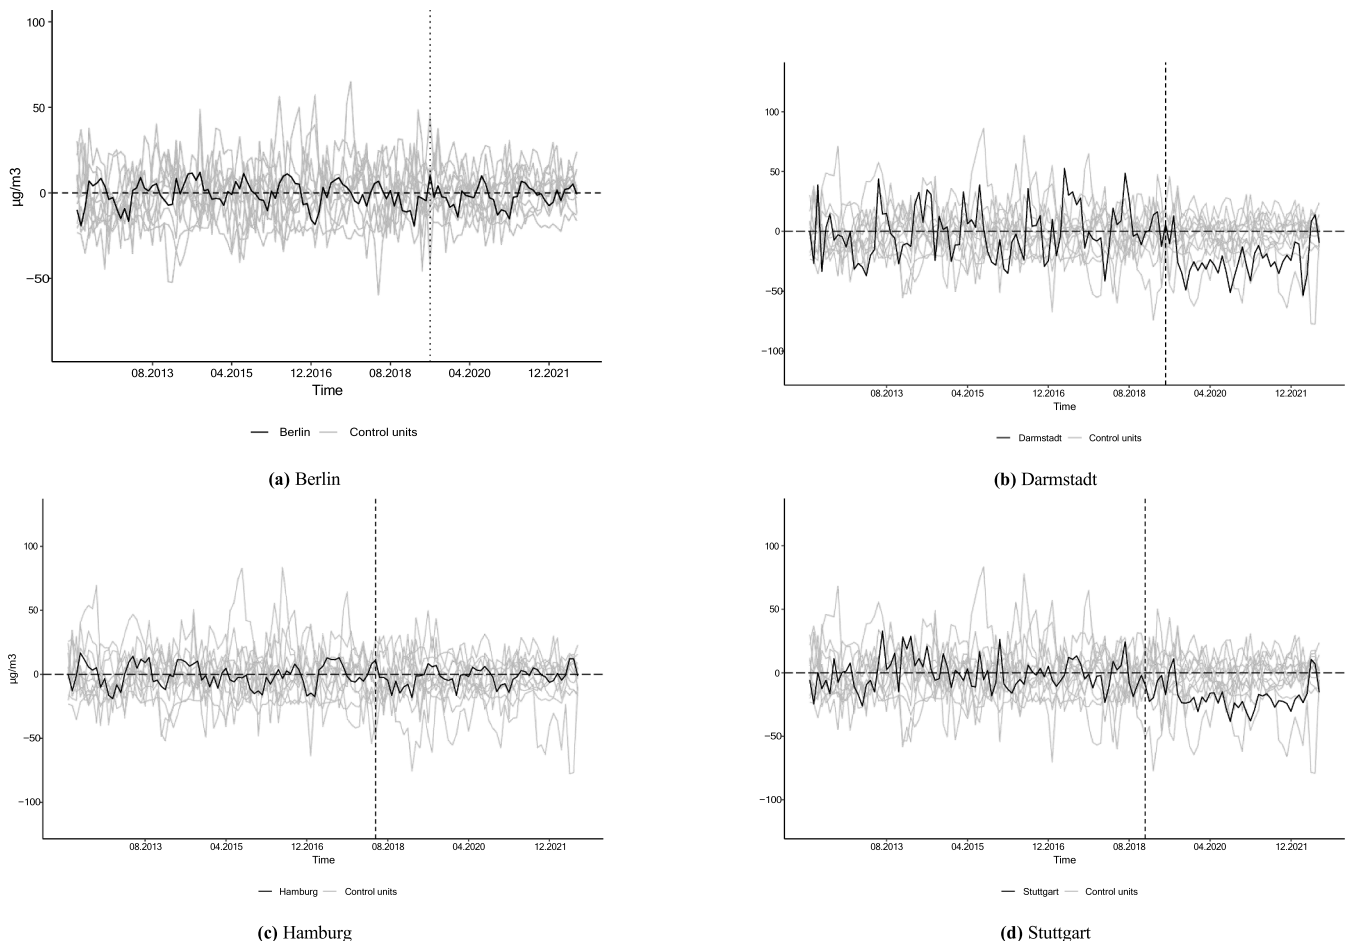 100
50
0
−50
µg/m3
08.2013 04.2015 12.2016 08.2018 04.2020 12.2021
Time
Berlin Control units
(a) Berlin
100
50
0
−50
−100
08.2013 04.2015 12.2016 08.2018 04.2020 12.2021
Time
Darmstadt Control units
(b) Darmstadt
100
50
0
−50
−100
µg/m3
08.2013 04.2015 12.2016 08.2018 04.2020 12.2021
Time
Hamburg Control units
(c) Hamburg
100
50
0
−50
−100
08.2013 04.2015 12.2016 08.2018 04.2020 12.2021
Time
Stuttgart Control units
(d) Stuttgart